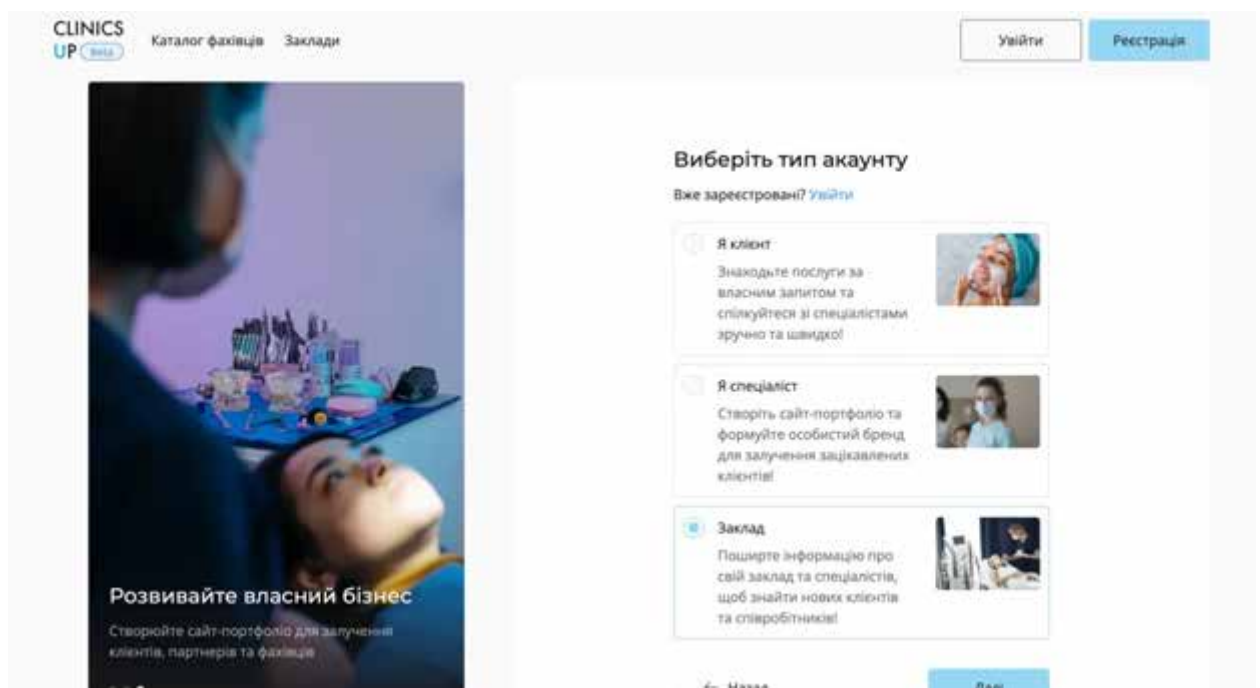 CLINICS
UP Beta
Каталог фахівців Заклади
Увійти
Реєстрація
Розвивайте власний бізнес
Створюйте сайт-портфоліо для залучення
клієнтів, партнерів та фахівців
Виберіть тип акаунту
Вже зареєстровані? Увійти
Я клієнт
Знаходьте послуги за
власним запитом та
спілкуйтеся зі спеціалістами
зручно та швидко!
Я спеціаліст
Створіть сайт-портфоліо та
формуйте особистий бренд
для залучення зацікавлених
клієнтів!
Заклад
Поширте інформацію про
свій заклад та спеціалістів,
щоб знайти нових клієнтів
та співробітників!
Назад
Далі